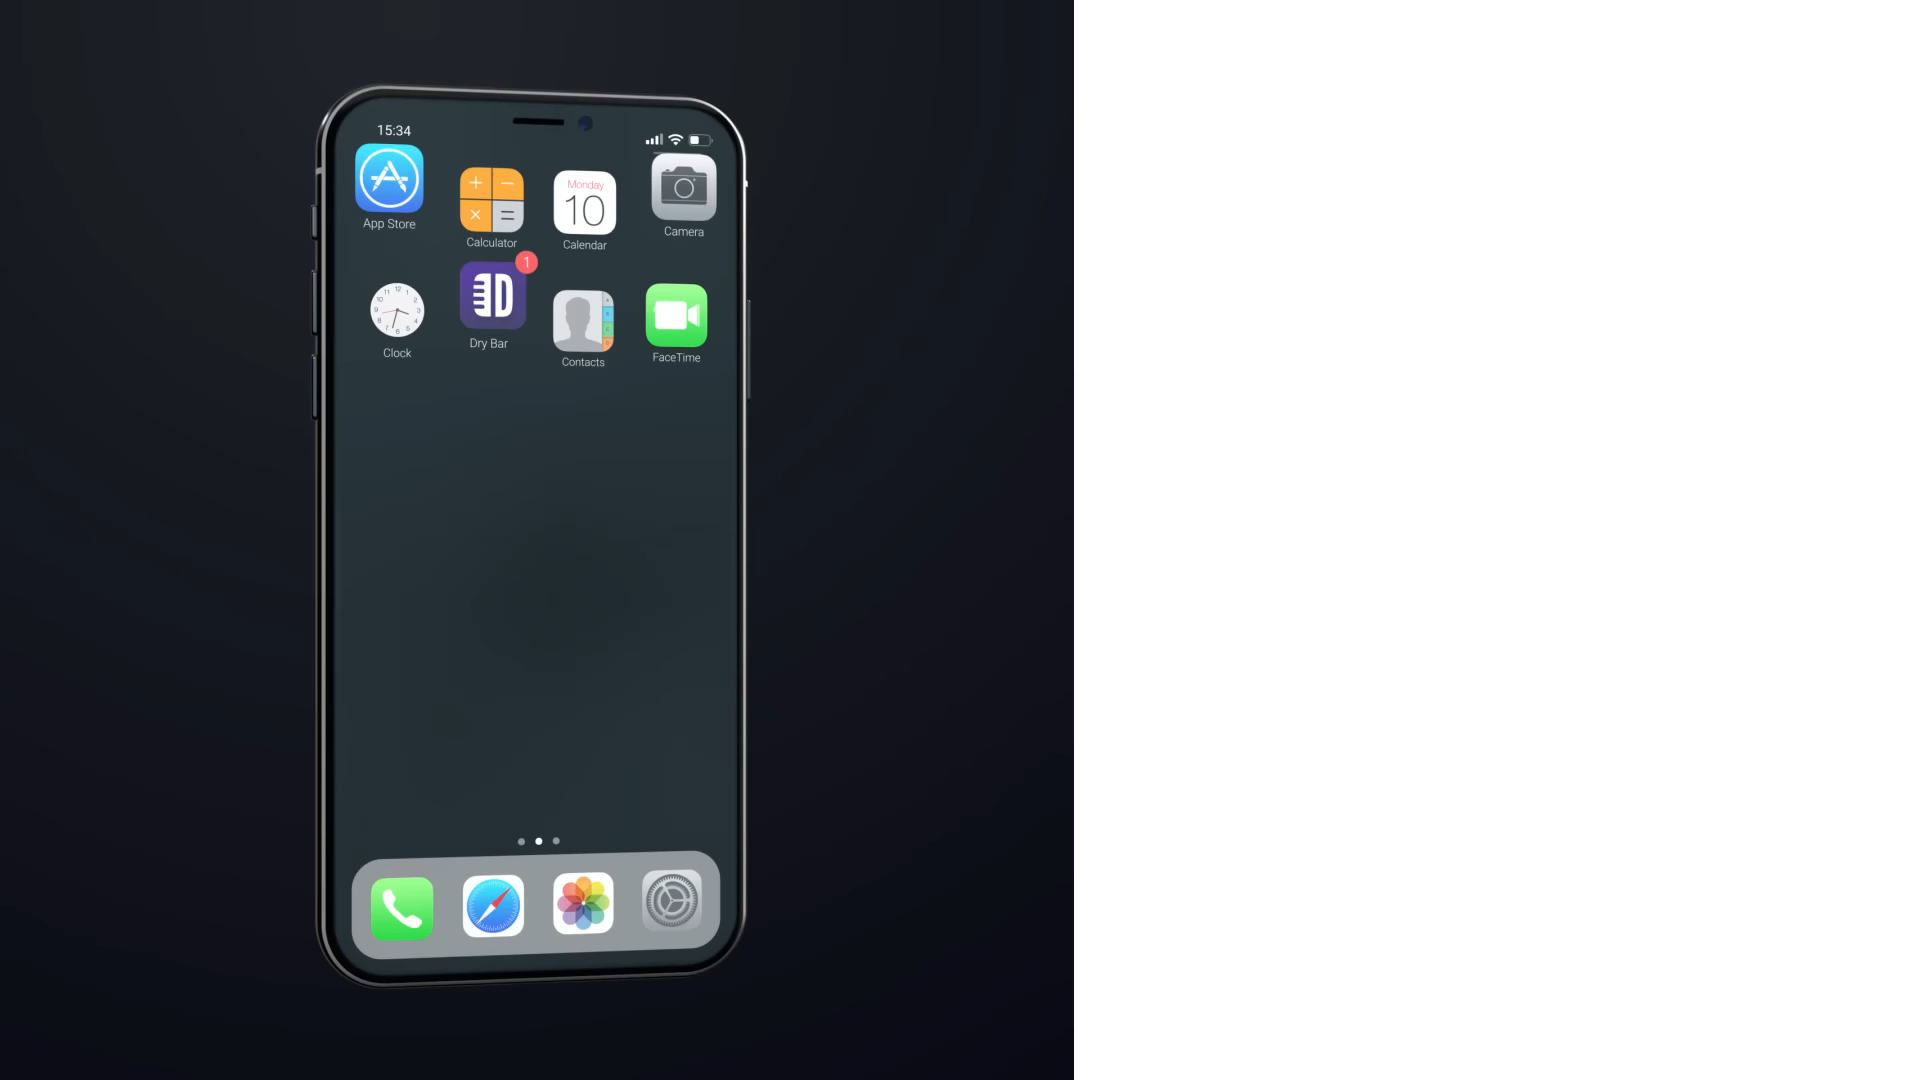 15:34
App Store
Calculator
Monday
10
Calendar
Camera
Clock
1
Dry Bar
Contacts
FaceTime